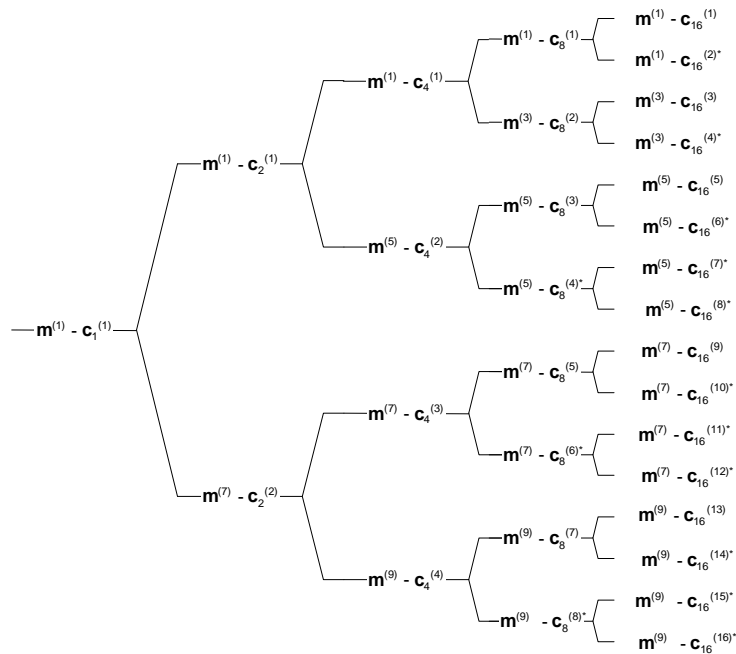 m(1) - c1(1)
m(1) - c2(1)
m(7) - c2(2)
m(1) - c4(1)
m(5) - c4(2)
m(7) - c4(3)
m(9) - c4(4)
m(1) - c8(1)
m(3) - c8(2)
m(5) - c8(3)
m(5) - c8(4)*
m(7) - c8(5)
m(7) - c8(6)*
m(9) - c8(7)
m(9) - c8(8)*
m(1) - c16(1)
m(1) - c16(2)*
m(3) - c16(3)
m(3) - c16(4)*
m(5) - c16(5)
m(5) - c16(6)*
m(5) - c16(7)*
m(5) - c16(8)*
m(7) - c16(9)
m(7) - c16(10)*
m(7) - c16(11)*
m(7) - c16(12)*
m(9) - c16(13)
m(9) - c16(14)*
m(9) - c16(15)*
m(9) - c16(16)*